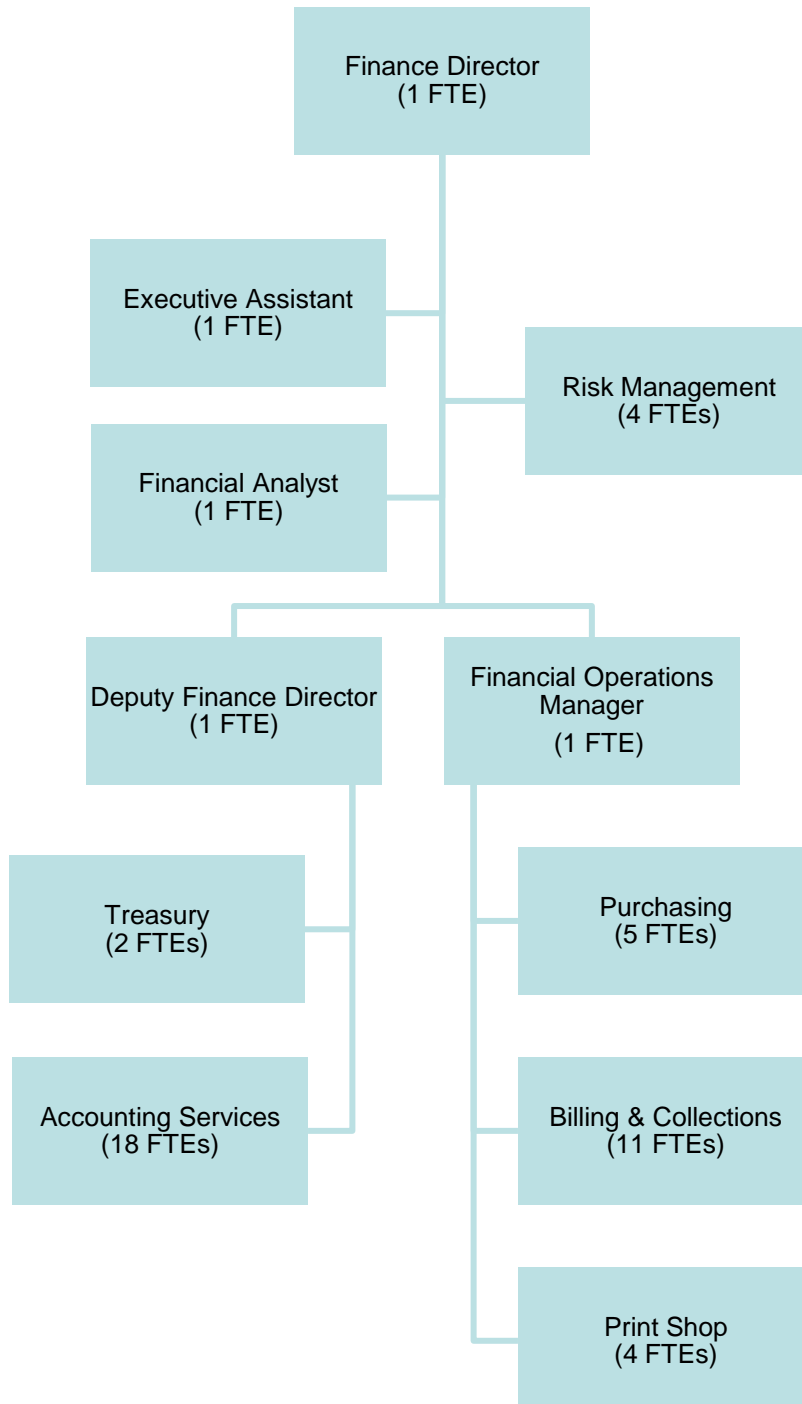 Finance Director
(1 FTE)
Executive Assistant
(1 FTE)
Risk Management
(4 FTEs)
Financial Analyst
(1 FTE)
Deputy Finance Director
(1 FTE)
Financial Operations
Manager
(1 FTE)
Treasury
(2 FTEs)
Accounting Services
(18 FTEs)
Purchasing
(5 FTEs)
Billing & Collections
(11 FTEs)
Print Shop
(4 FTEs)